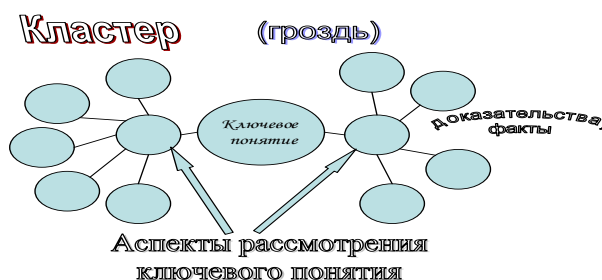 Кластер (гроздь)
Ключевое
понятие
доказательства,
факты
Аспекты рассмотрения
ключевого понятия